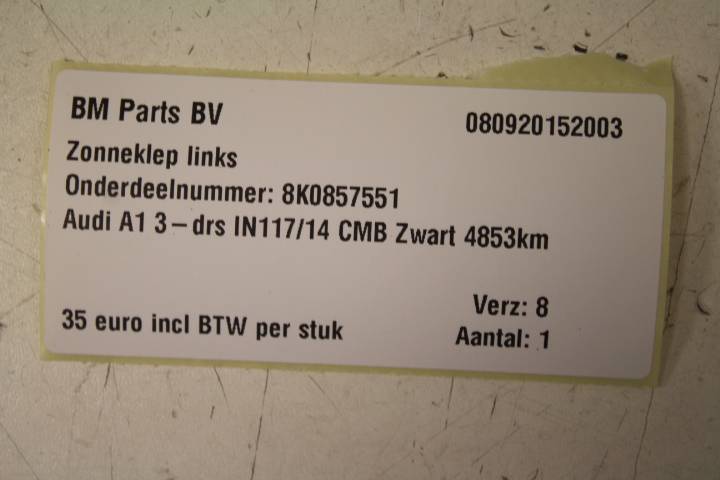 BM Parts BV
080920152003
Zonneklep links
Onderdeelnummer: 8K0857551
Audi A1 3-drs IN117/14 CMB Zwart 4853km
Verz: 8
35 euro incl BTW per stuk
Aantal: 1